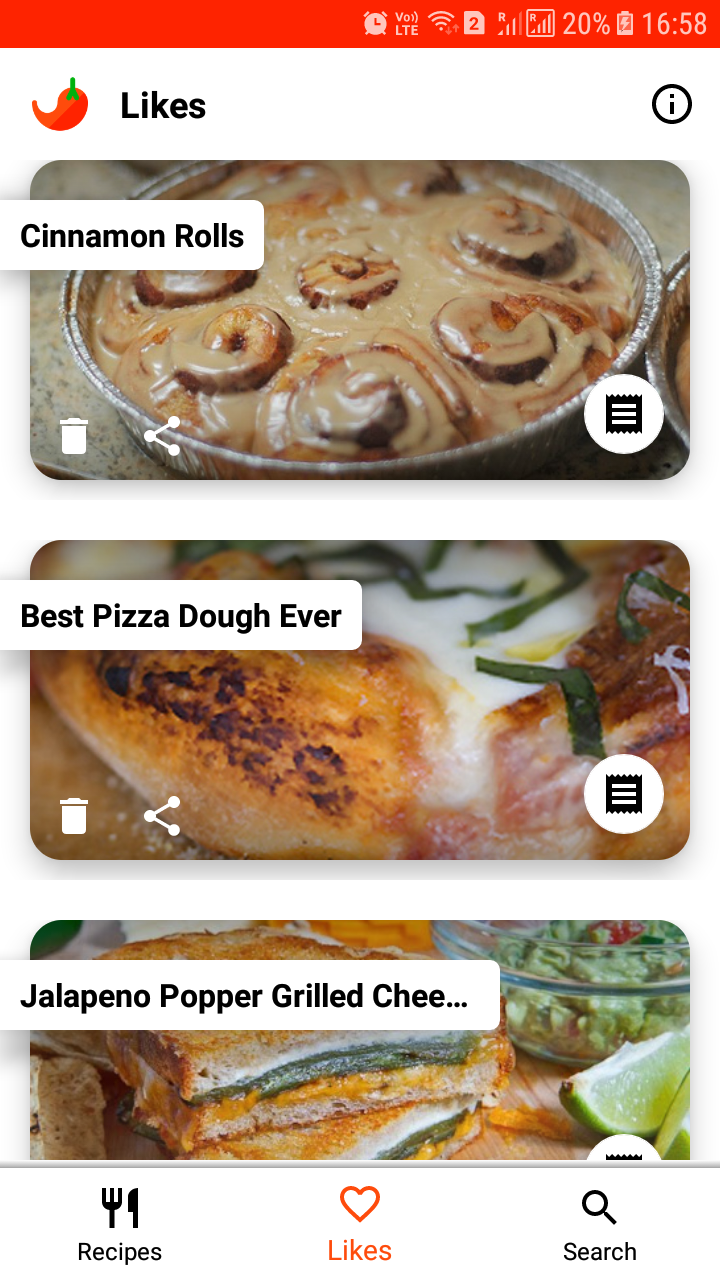 Vo)) LTE 2 R R 20% 16:58
Likes
Cinnamon Rolls
Best Pizza Dough Ever
Jalapeno Popper Grilled Chee...
Recipes Likes Search